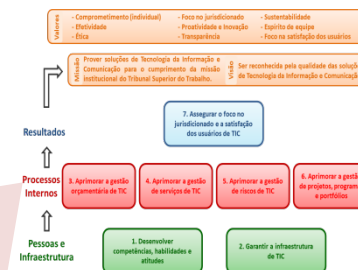 Valores
- Comprometimento (individual) - Foco no jurisdicionado - Sustentabilidade
- Efetividade - Proatividade e Inovação - Espírito de equipe
- Ética - Transparência - Foco na satisfação dos usuários
Missão
Prover soluções de Tecnologia da Informação e
Comunicação para o cumprimento da missão
institucional do Tribunal Superior do Trabalho.
Visão
Ser reconhecida pela qualidade das soluções
de Tecnologia da Informação e Comunicação
Resultados
7. Assegurar o foco no
jurisdicionado e a satisfação
dos usuários de TIC
Processos
Internos
3. Aprimorar a gestão
orçamentária de TIC
4. Aprimorar a gestão
de serviços de TIC
5. Aprimorar a gestão
de riscos de TIC
6. Aprimorar a gestão
de projetos, program
e portfólios
Pessoas e
Infraestrutura
1. Desenvolver
competências, habilidades e
atitudes
2. Garantir a infraestrutura
de TIC